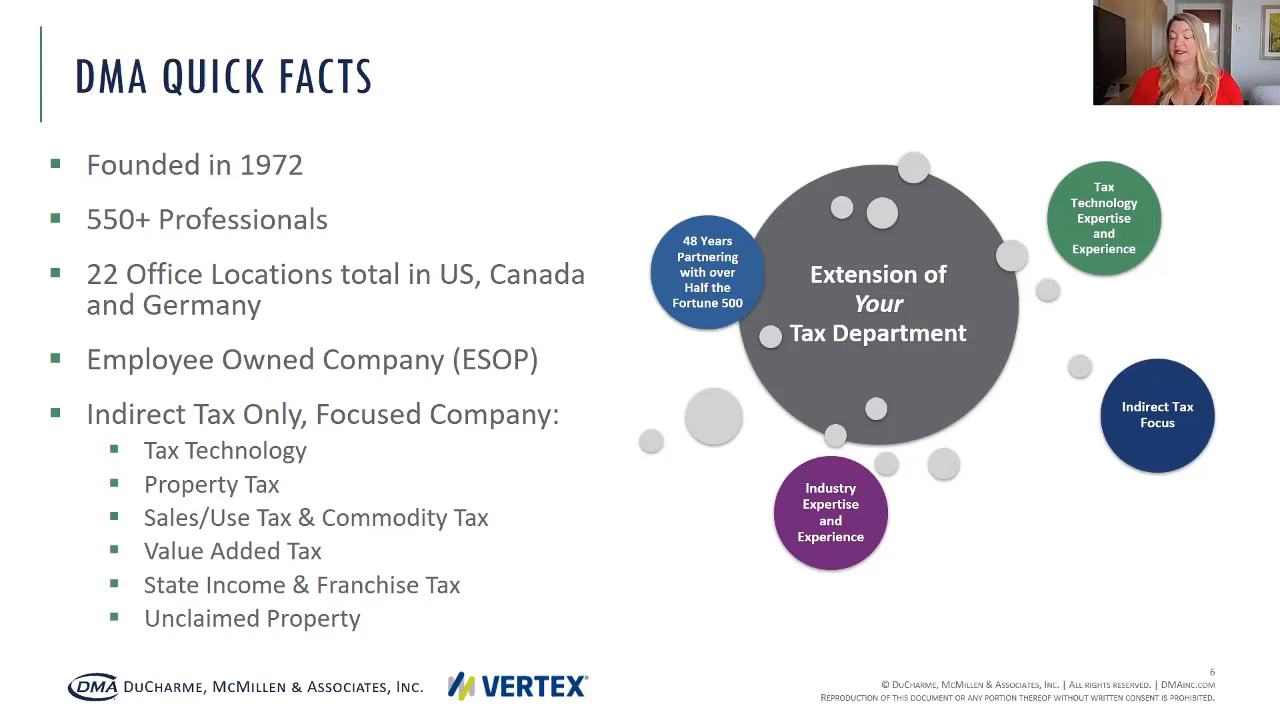 DMA QUICK FACTS
Founded in 1972
550+ Professionals
22 Office Locations total in US, Canada
and Germany
Employee Owned Company (ESOP)
Indirect Tax Only, Focused Company:
Tax Technology
Property Tax
Sales/Use Tax & Commodity Tax
Value Added Tax
State Income & Franchise Tax
Unclaimed Property
48 Years
Partnering
with over
Half the
Fortune 500
Extension of
Your
Tax Department
Tax
Technology
Expertise
and
Experience
Indirect Tax
Focus
Industry
Expertise
and
Experience
DMA DUCHARME, MCMILLEN & ASSOCIATES, INC.
VERTEX®
6
© DUCHARME, MCMILLEN & ASSOCIATES, INC. | ALL RIGHTS RESERVED. | DMAINC.COM
REPRODUCTION OF THIS DOCUMENT OR ANY PORTION THEREOF WITHOUT WRITTEN CONSENT IS PROHIBITED.